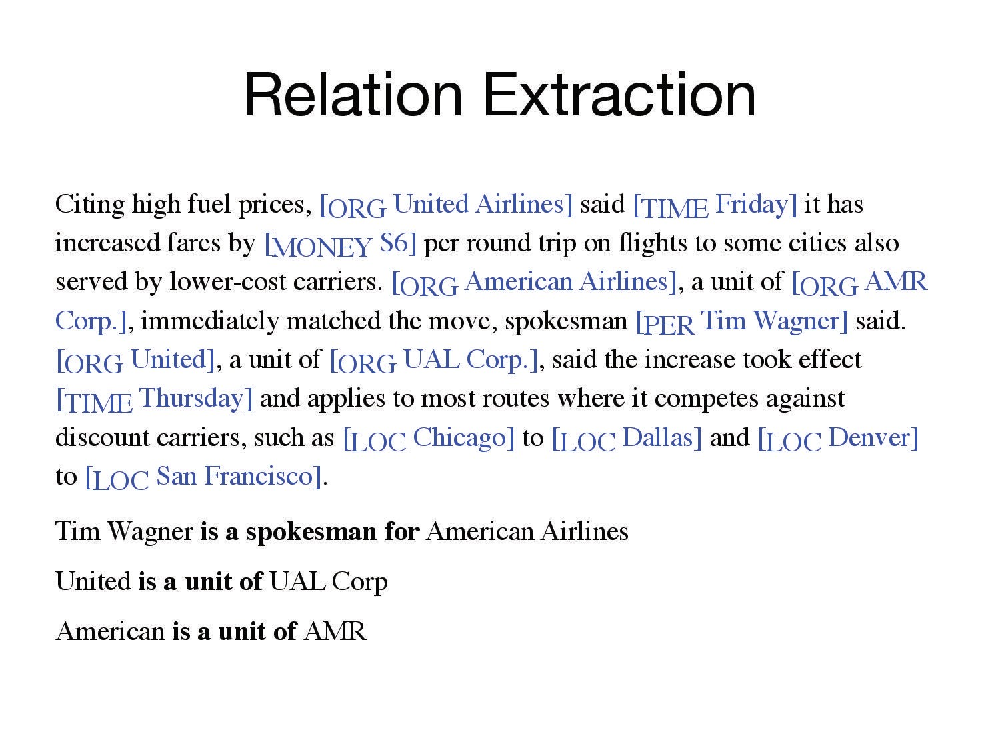 Relation Extraction
Citing high fuel prices, [ORG United Airlines] said [TIME Friday] it has
increased fares by [MONEY $6] per round trip on flights to some cities also
served by lower-cost carriers. [ORG American Airlines], a unit of [ORG AMR
Corp.], immediately matched the move, spokesman [PER Tim Wagner] said.
[ORG United], a unit of [ORG UAL Corp.], said the increase took effect
[TIME Thursday] and applies to most routes where it competes against
discount carriers, such as [LOC Chicago] to [LOC Dallas] and [LOC Denver]
to [LOC San Francisco].
Tim Wagner is a spokesman for American Airlines
United is a unit of UAL Corp
American is a unit of AMR